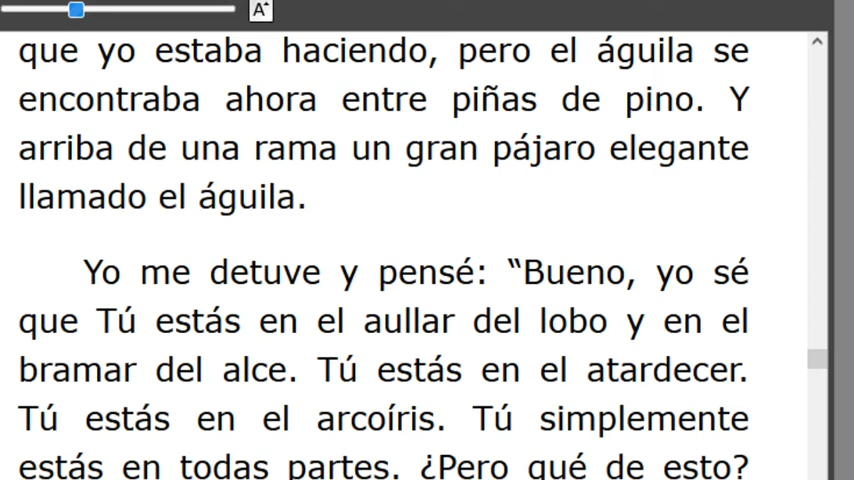 A
que yo estaba haciendo, pero el águila se
encontraba ahora entre piñas de pino. Y
arriba de una rama un gran pájaro elegante
llamado el águila.
Yo me detuve y pensé: “Bueno, yo sé
que Tú estás en el aullar del lobo y en el
bramar del alce. Tú estás en el atardecer.
Tú estás en el arcoíris. Tú simplemente
estás en todas partes. ¿Pero qué de esto?